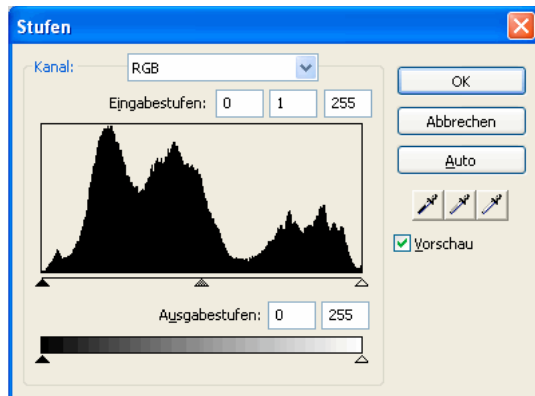 Stufen
Kanal: RGB
Eingabestufen: 0 1 255
Ausgabestufen: 0 255
OK
Abbrechen
Auto
Vorschau